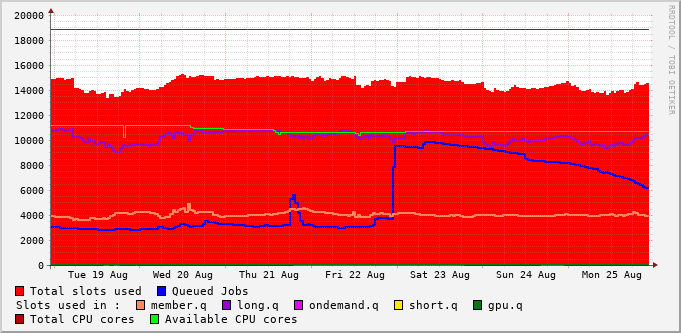 20000
18000
16000
14000
12000
10000
8000
6000
4000
2000
0
Tue 19 Aug Wed 20 Aug Thu 21 Aug Fri 22 Aug Sat 23 Aug Sun 24 Aug Mon 25 Aug
Total slots used Queued Jobs
Slots used in : member.q long.q ondemand.q short.q gpu.q
Total CPU cores Available CPU cores
RRDTOOL / TOBI OETIKER